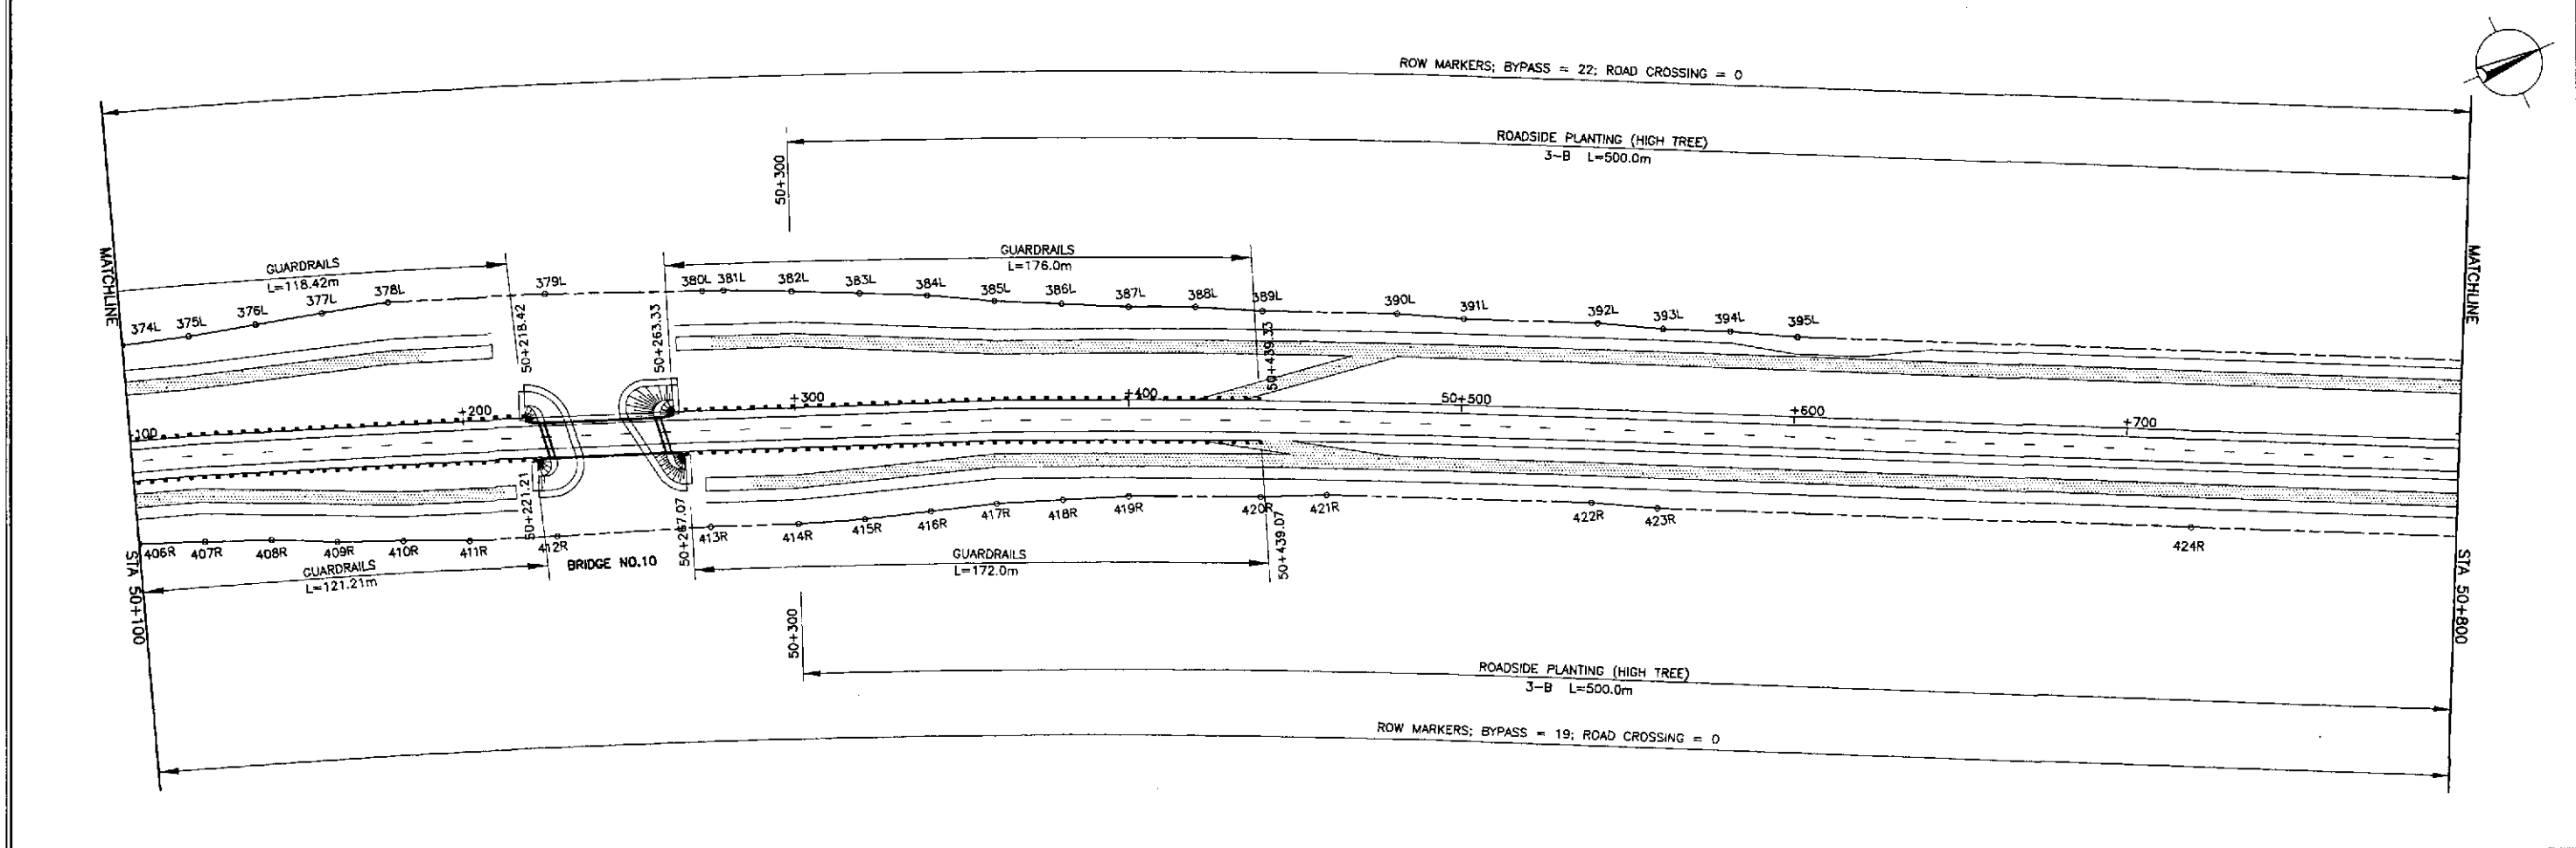 ROW MARKERS; BYPASS = 22; ROAD CROSSING = 0
ROADSIDE PLANTING (HIGH TREE)
3-B L=500.0m
50+300
MATCHLINE
MATCHLINE
GUARDRAILS
L=118.42m
GUARDRAILS
L=176.0m
374L 375L 376L 377L 378L 379L 380L 381L 382L 383L 384L 385L 386L 387L 388L 389L 390L 391L 392L 393L 394L 395L
50+218.42
50+263.33
50+439.33
+100 +200 +300 +400 50+500 +600 +700
50+221.21
50+267.07
50+439.07
406R 407R 408R 409R 410R 411R 412R 413R 414R 415R 416R 417R 418R 419R 420R 421R 422R 423R 424R
BRIDGE NO.10
GUARDRAILS
L=121.21m
GUARDRAILS
L=172.0m
STA 50+100
STA 50+800
50+300
ROADSIDE PLANTING (HIGH TREE)
3-B L=500.0m
ROW MARKERS; BYPASS = 19; ROAD CROSSING = 0